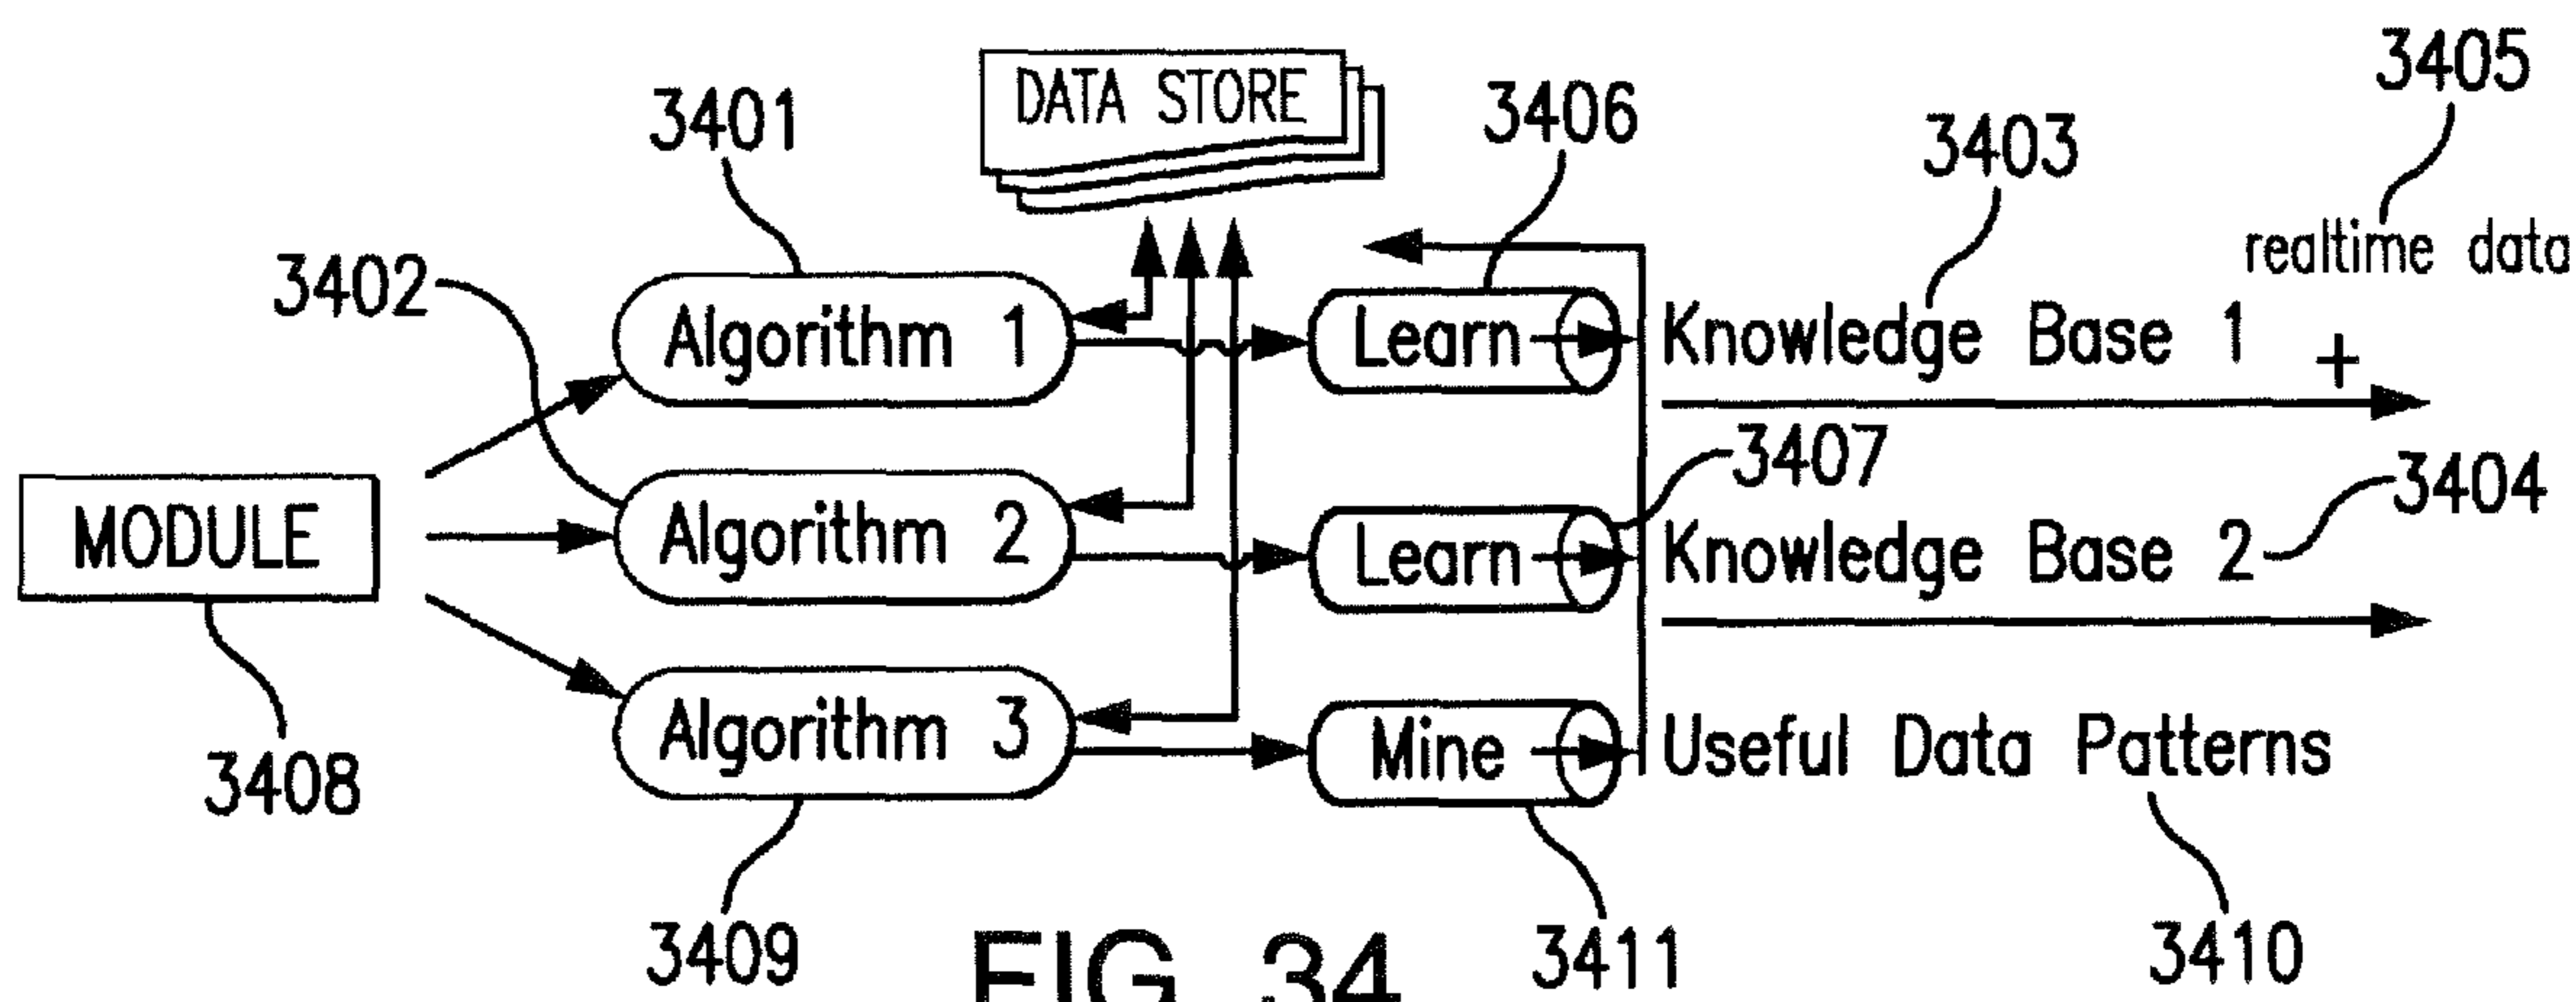 3405
DATA STORE
3401
3406
3403
realtime data
3402
Algorithm 1
Learn
Knowledge Base 1 +
3407
3404
MODULE
Algorithm 2
Learn
Knowledge Base 2
Algorithm 3
Mine
Useful Data Patterns
3408
3409
FIG 34
3411
3410